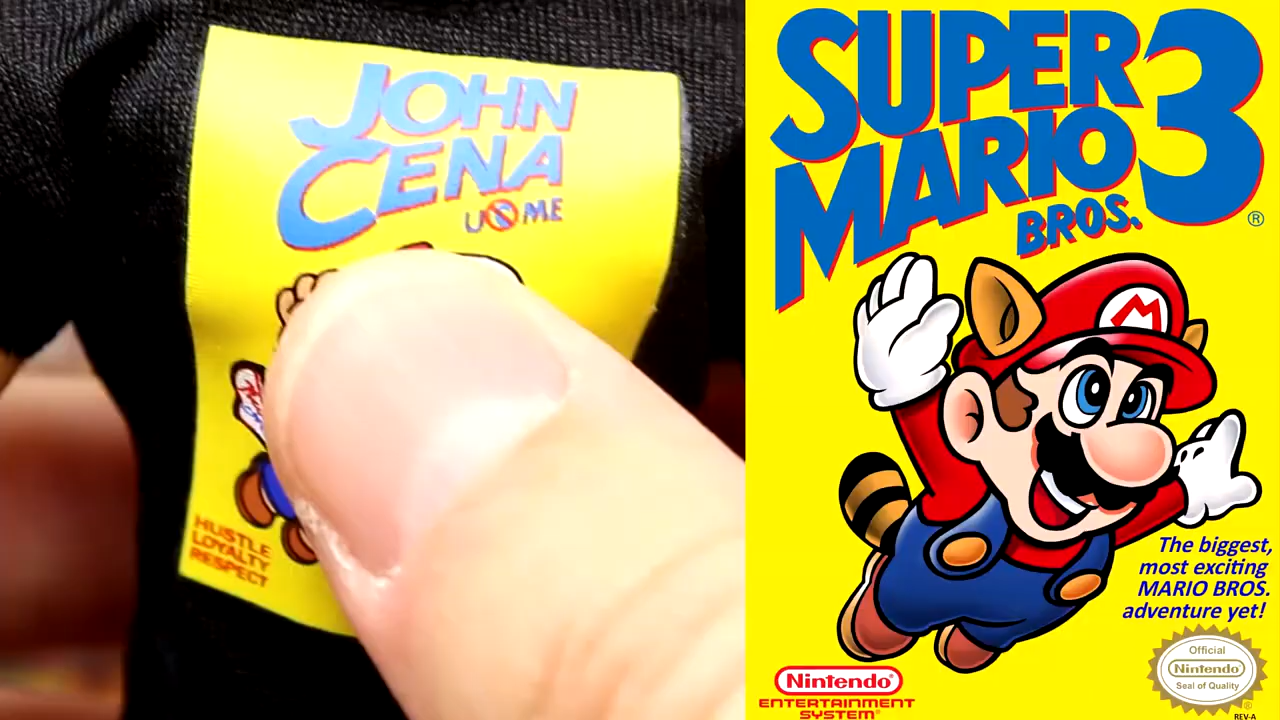 JOHN
CENA
U ME
HUSTLE
LOYALTY
RESPECT
SUPER
MARIO
BROS.
3
®
M
The biggest,
most exciting
MARIO BROS.
adventure yet!
Nintendo®
ENTERTAINMENT
SYSTEM®
Official
Nintendo
Seal of Quality
®
REV-A